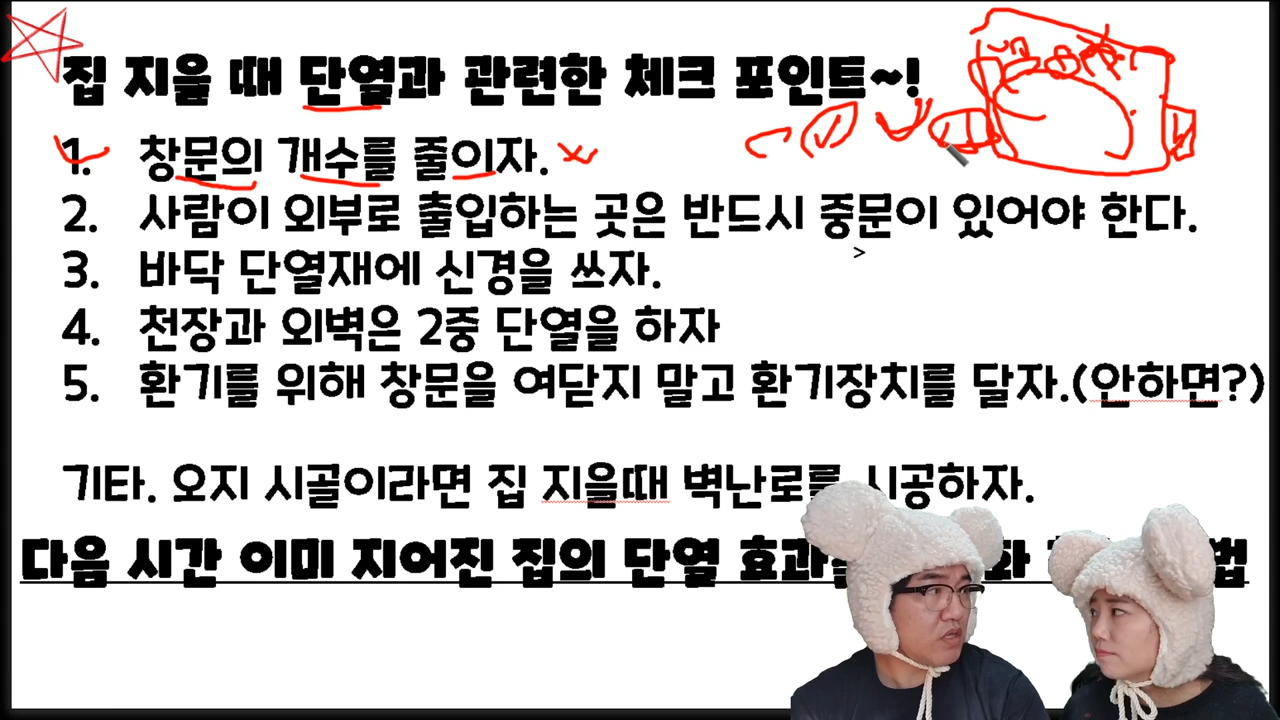 집 지을 때 단열과 관련한 체크 포인트~!
1. 창문의 개수를 줄이자.
2. 사람이 외부로 출입하는 곳은 반드시 중문이 있어야 한다.
3. 바닥 단열재에 신경을 쓰자.
4. 천장과 외벽은 2중 단열을 하자
5. 환기를 위해 창문을 여닫지 말고 환기장치를 달자.(안하면?)
기타. 오지 시골이라면 집 지을때 벽난로를 시공하자.
다음 시간 이미 지어진 집의 단열